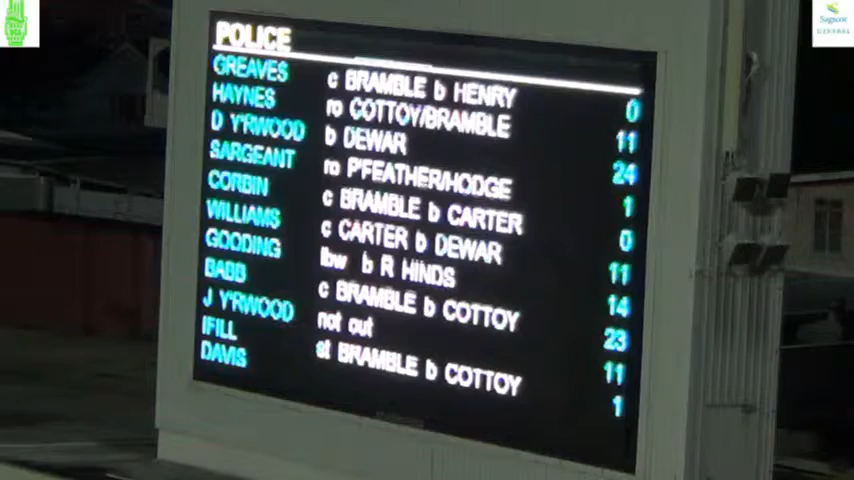 POLICE
GREAVES c BRAMBLE b HENRY 0
HAYNES ro COTTOY/BRAMBLE 11
D Y'RWOOD b DEWAR 24
SARGEANT ro P'FEATHER/HODGE 1
CORBIN c BRAMBLE b CARTER 0
WILLIAMS c CARTER b DEWAR 11
GOODING lbw b R HINDS 14
BABB c BRAMBLE b COTTOY 23
J Y'RWOOD not out 11
IFILL st BRAMBLE b COTTOY 1
DAVIS
Sagicor
GENERAL